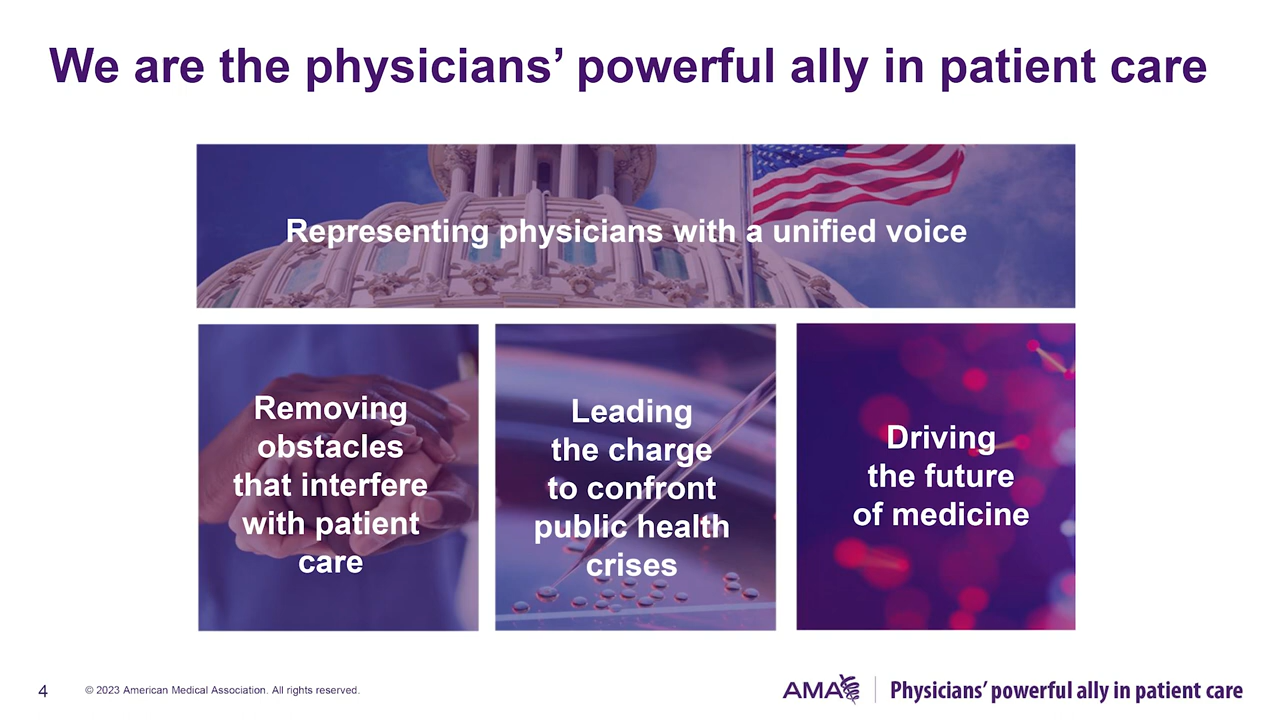 We are the physicians’ powerful ally in patient care
Representing physicians with a unified voice
Removing
obstacles
that interfere
with patient
care
Leading
the charge
to confront
public health
crises
Driving
the future
of medicine
4
© 2023 American Medical Association. All rights reserved.
AMA
Physicians’ powerful ally in patient care